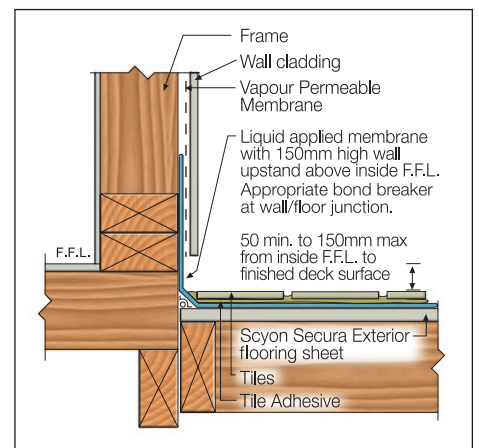 Frame
Wall cladding
Vapour Permeable
Membrane
Liquid applied membrane
with 150mm high wall
upstand above inside F.F.L.
Appropriate bond breaker
at wall/floor junction.
F.F.L.
50 min. to 150mm max
from inside F.F.L. to
finished deck surface
Scyon Secura Exterior
flooring sheet
Tiles
Tile Adhesive